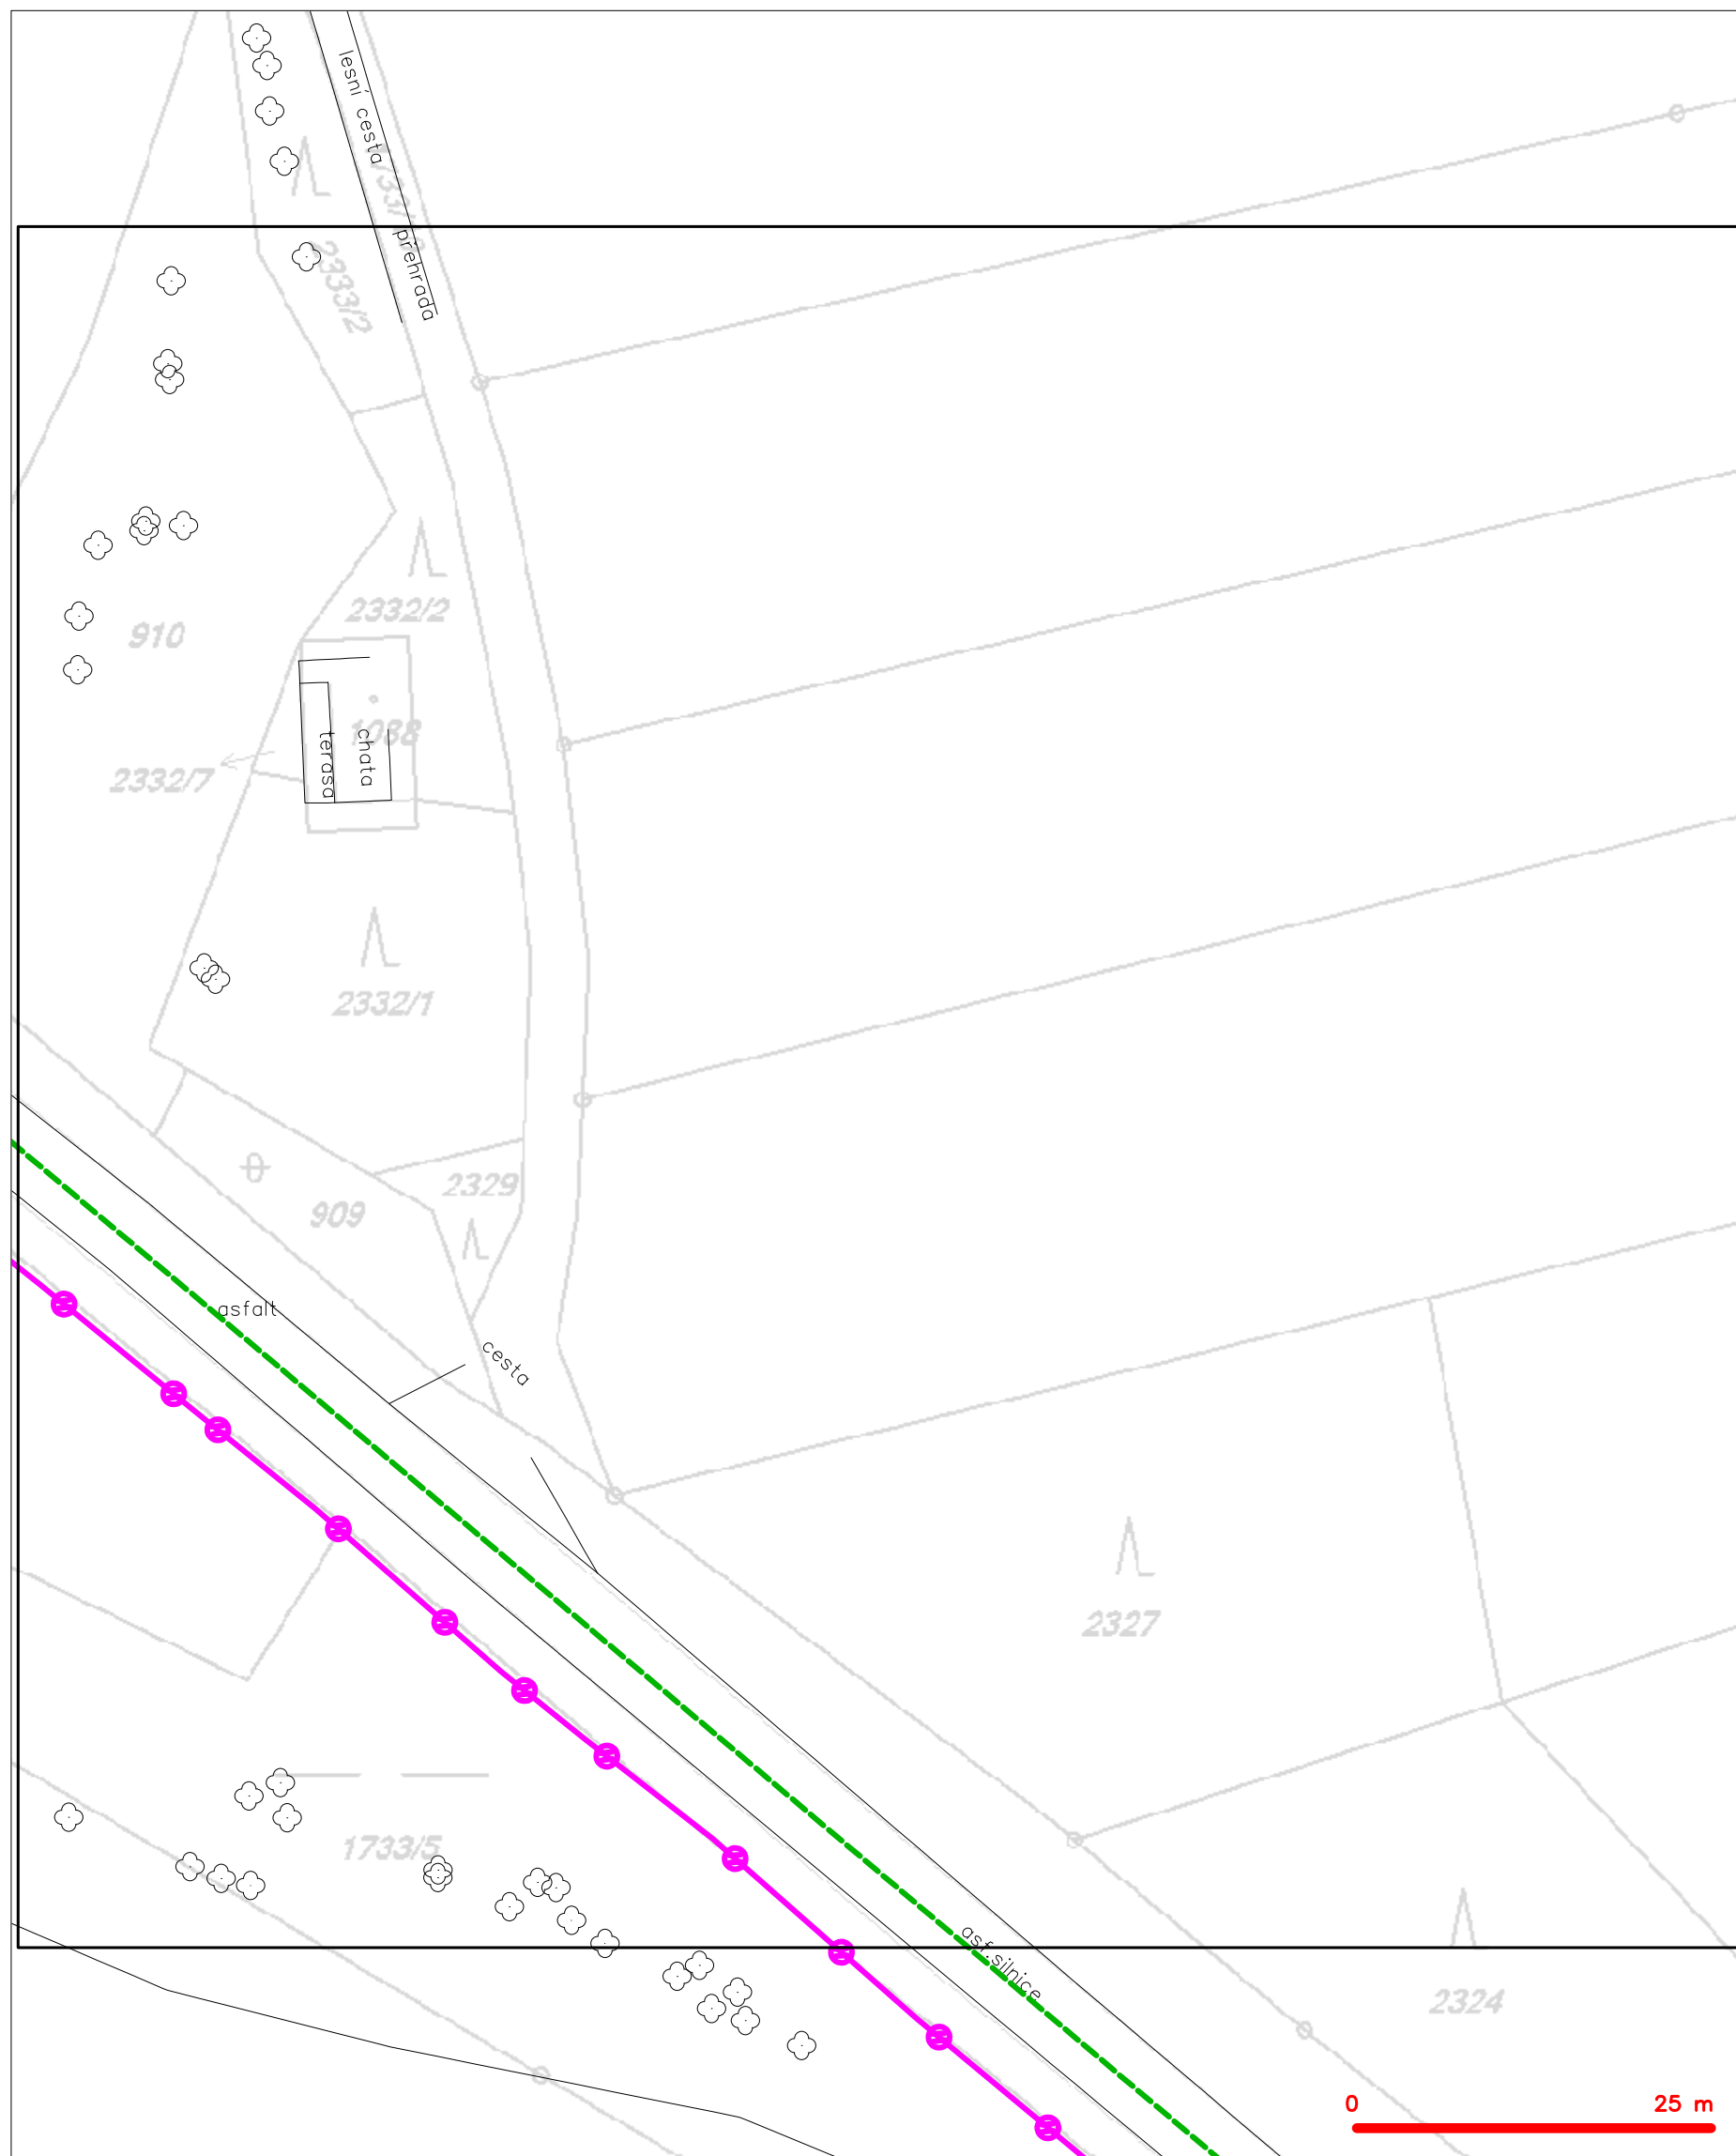 lesní cesta
přehrada
2333/2
2332/2
910
1088
chata
terasa
2332/7
2332/1
2329
909
asfalt
cesta
2327
1733/5
asf.silnice
2324
0 25 m